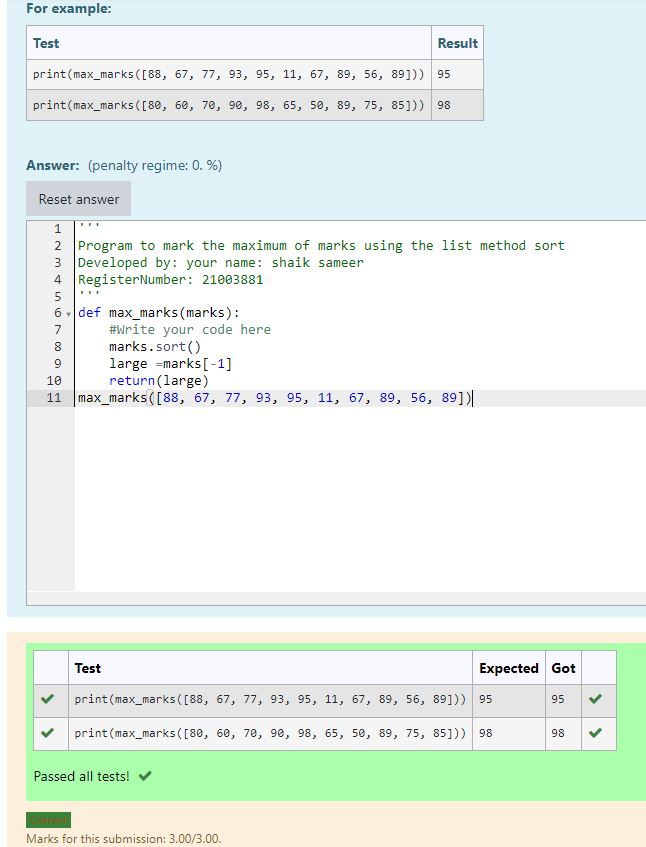 For example:
Test Result
print(max_marks([88, 67, 77, 93, 95, 11, 67, 89, 56, 89])) 95
print(max_marks([80, 60, 70, 90, 98, 65, 50, 89, 75, 85])) 98
Answer: (penalty regime: 0. %)
Reset answer
1 '''
2 Program to mark the maximum of marks using the list method sort
3 Developed by: your name: shaik sameer
4 RegisterNumber: 21003881
5 '''
6 def max_marks(marks):
7 #Write your code here
8 marks.sort()
9 large =marks[-1]
10 return(large)
11 max_marks([88, 67, 77, 93, 95, 11, 67, 89, 56, 89])
Test Expected Got
print(max_marks([88, 67, 77, 93, 95, 11, 67, 89, 56, 89])) 95 95
print(max_marks([80, 60, 70, 90, 98, 65, 50, 89, 75, 85])) 98 98
Passed all tests!
Correct
Marks for this submission: 3.00/3.00.